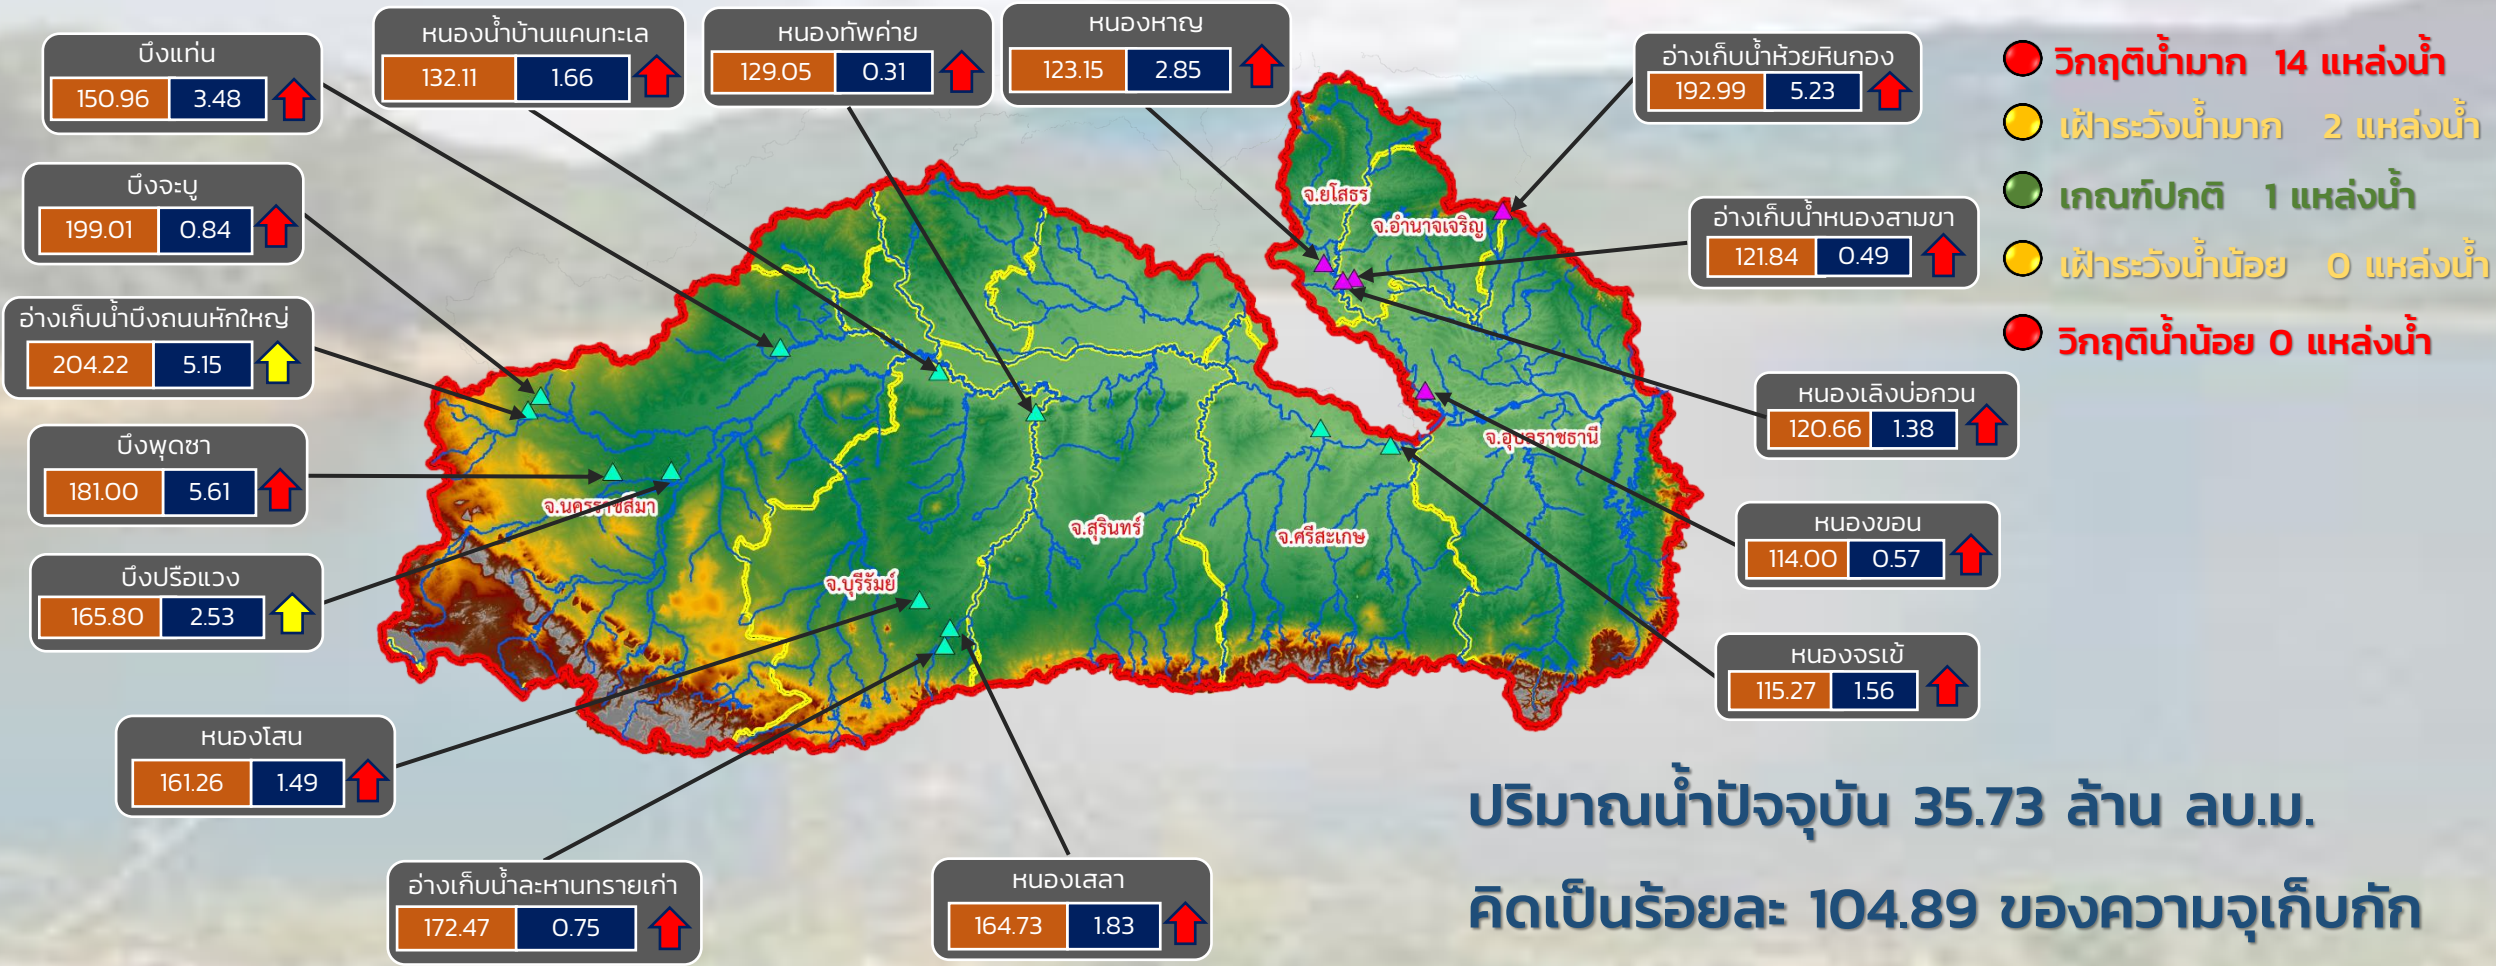 บึงแท่น
150.96 3.48
หนองน้ำบ้านแคนทะเล
132.11 1.66
หนองทัพค่าย
129.05 0.31
หนองหาญ
123.15 2.85
อ่างเก็บน้ำห้วยหินกอง
192.99 5.23
วิกฤติน้ำมาก 14 แหล่งน้ำ
เฝ้าระวังน้ำมาก 2 แหล่งน้ำ
เกณฑ์ปกติ 1 แหล่งน้ำ
เฝ้าระวังน้ำน้อย 0 แหล่งน้ำ
วิกฤติน้ำน้อย 0 แหล่งน้ำ
บึงจะบู
199.01 0.84
อ่างเก็บน้ำบึงถนนหักใหญ่
204.22 5.15
บึงพุดซา
181.00 5.61
บึงปรือแวง
165.80 2.53
หนองโสน
161.26 1.49
อ่างเก็บน้ำละหานทรายเก่า
172.47 0.75
หนองเสลา
164.73 1.83
อ่างเก็บน้ำหนองสามขา
121.84 0.49
หนองเลิงบ่อกวน
120.66 1.38
หนองขอน
114.00 0.57
หนองจรเข้
115.27 1.56
จ.ยโสธร
จ.อำนาจเจริญ
จ.อุบลราชธานี
จ.นครราชสีมา
จ.สุรินทร์
จ.ศรีสะเกษ
จ.บุรีรัมย์
ปริมาณน้ำปัจจุบัน 35.73 ล้าน ลบ.ม.
คิดเป็นร้อยละ 104.89 ของความจุเก็บกัก